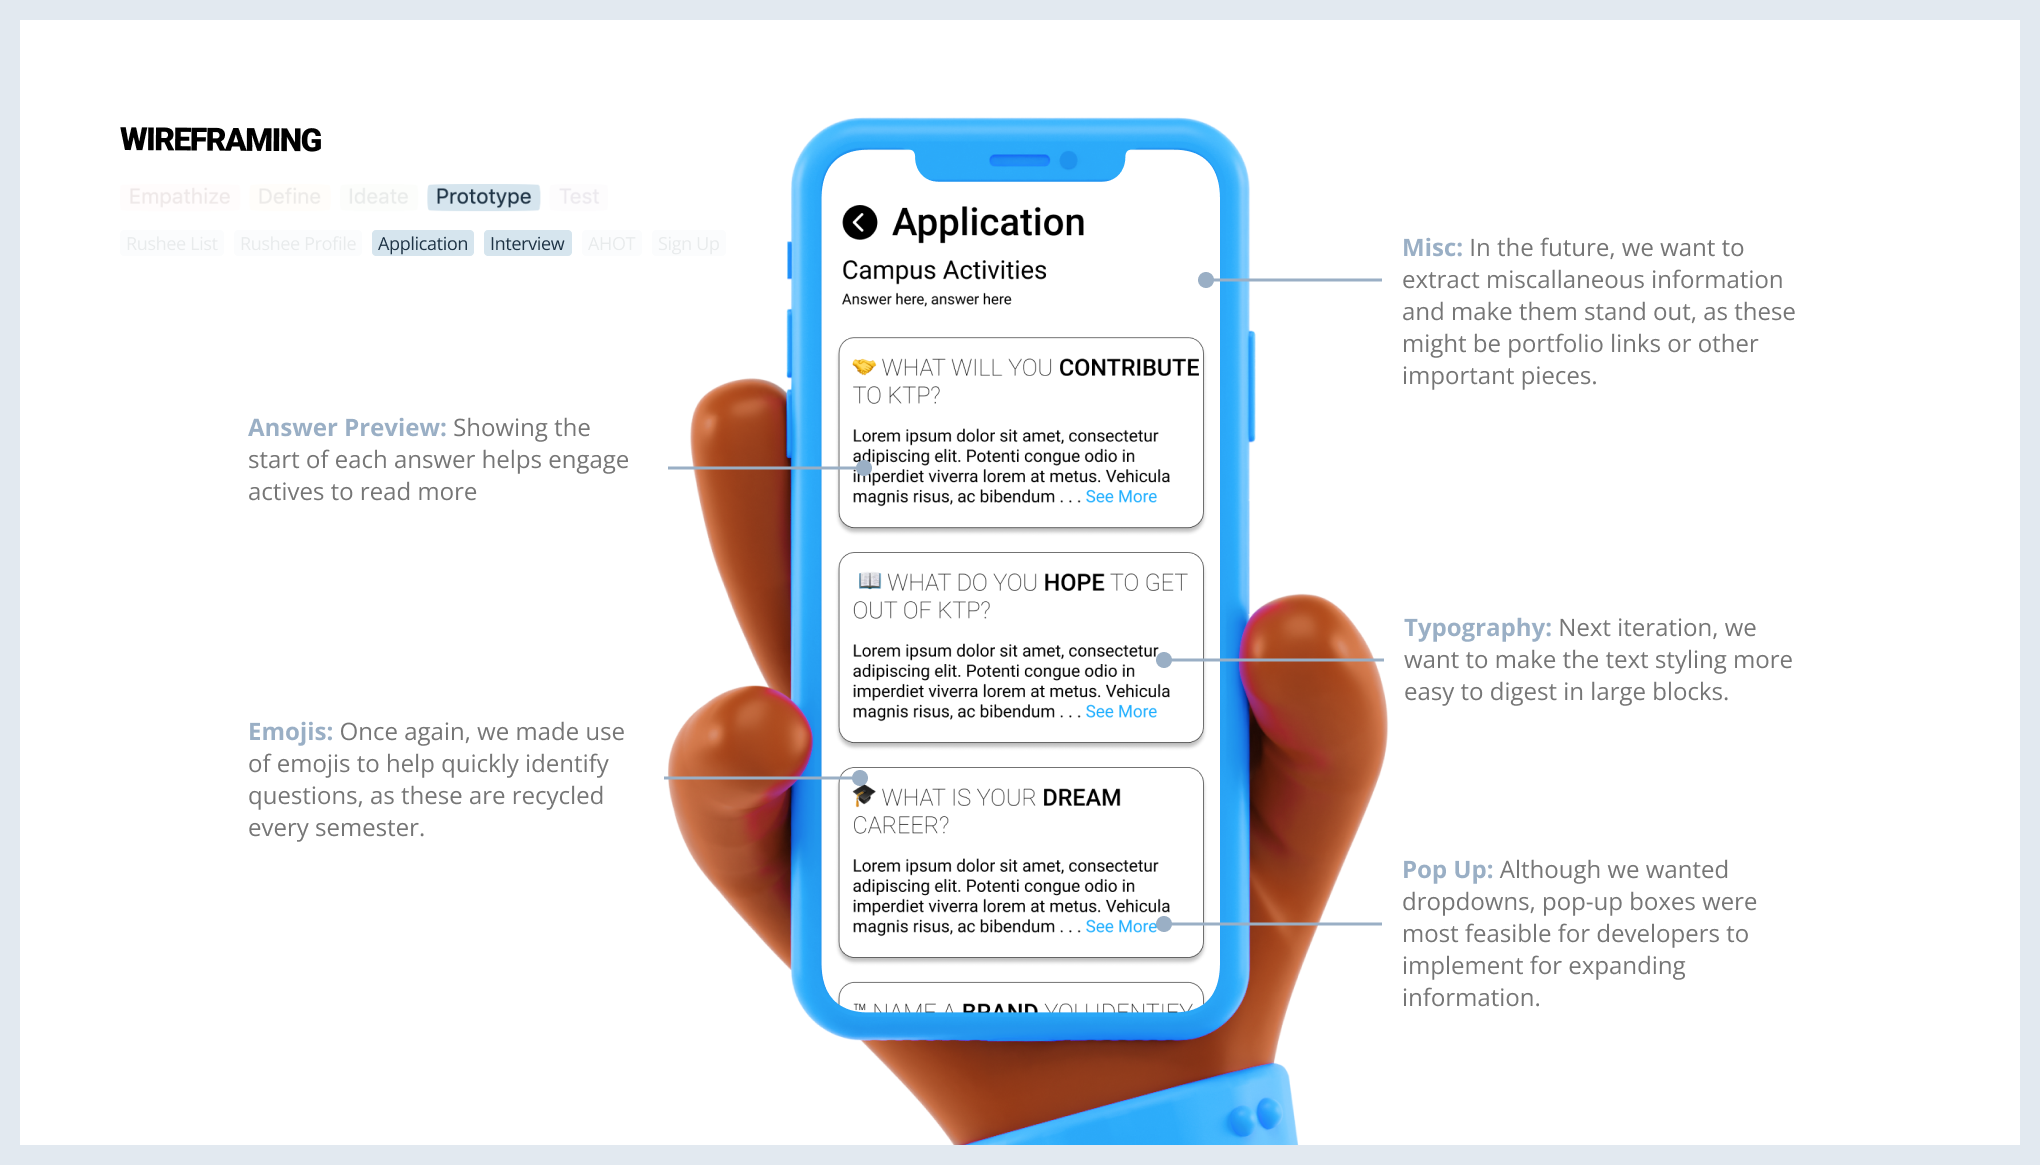 WIREFRAMING
Empathize Define Ideate Prototype Test
Rushee List Rushee Profile Application Interview AHOT Sign Up
Answer Preview: Showing the
start of each answer helps engage
actives to read more
Emojis: Once again, we made use
of emojis to help quickly identify
questions, as these are recycled
every semester.
Application
Campus Activities
Answer here, answer here
🤝 WHAT WILL YOU CONTRIBUTE
TO KTP?
Lorem ipsum dolor sit amet, consectetur
adipiscing elit. Potenti congue odio in
imperdiet viverra lorem at metus. Vehicula
magnis risus, ac bibendum . . . See More
📖 WHAT DO YOU HOPE TO GET
OUT OF KTP?
Lorem ipsum dolor sit amet, consectetur
adipiscing elit. Potenti congue odio in
imperdiet viverra lorem at metus. Vehicula
magnis risus, ac bibendum . . . See More
🎓 WHAT IS YOUR DREAM
CAREER?
Lorem ipsum dolor sit amet, consectetur
adipiscing elit. Potenti congue odio in
imperdiet viverra lorem at metus. Vehicula
magnis risus, ac bibendum . . . See More
™ NAME A BRAND YOU IDENTIFY
Misc: In the future, we want to
extract miscallaneous information
and make them stand out, as these
might be portfolio links or other
important pieces.
Typography: Next iteration, we
want to make the text styling more
easy to digest in large blocks.
Pop Up: Although we wanted
dropdowns, pop-up boxes were
most feasible for developers to
implement for expanding
information.